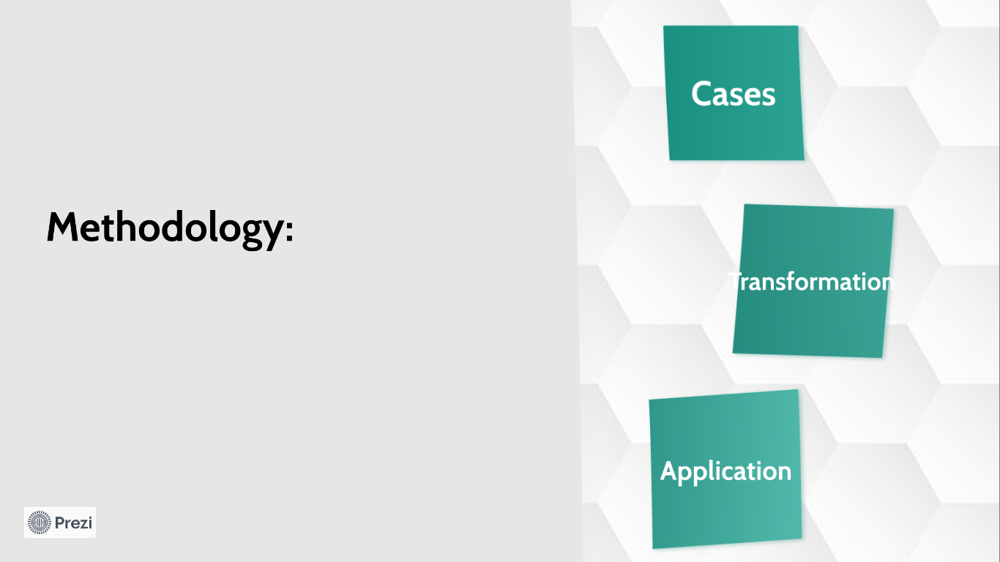 Methodology:
Cases
Transformation
Application
Prezi